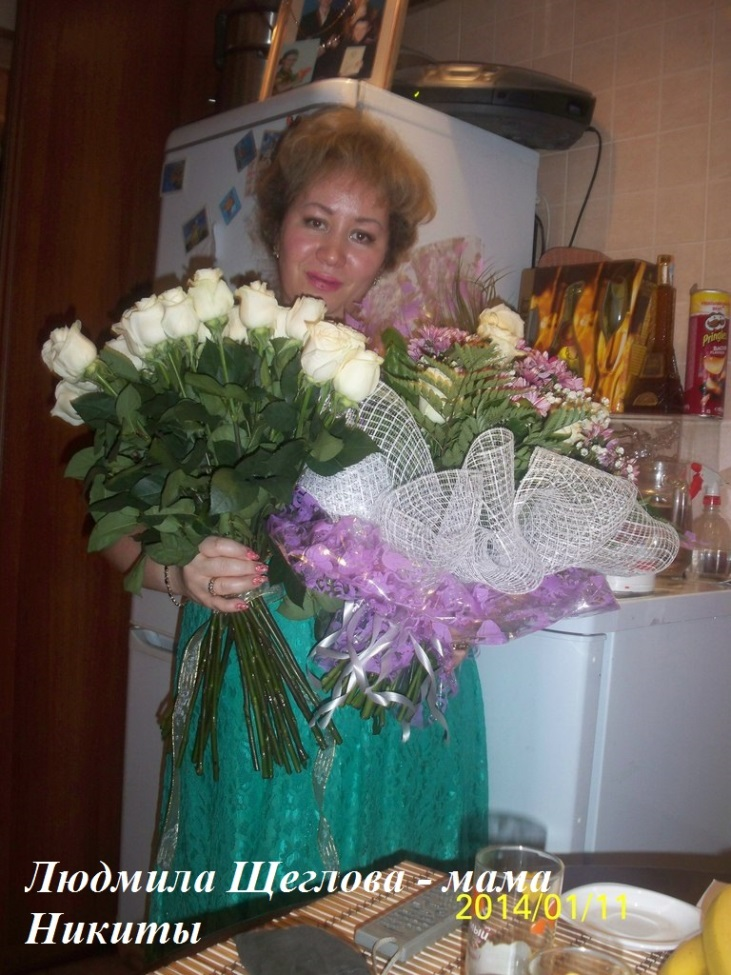 Pringles
Людмила Щеглова - мама
2014/01/11
Никиты